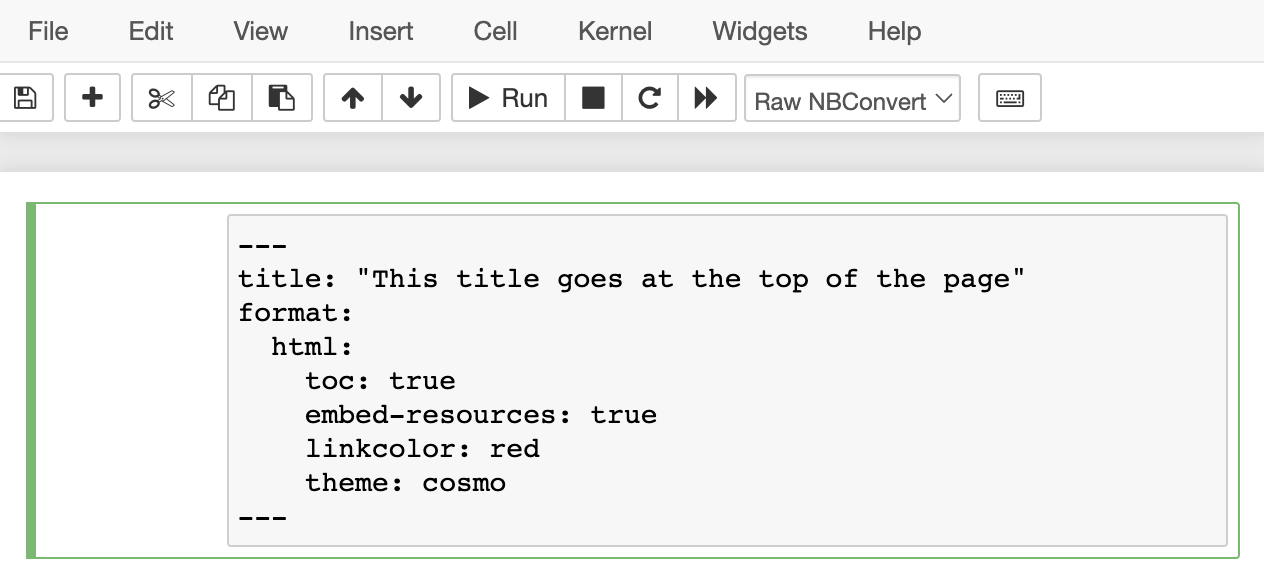 File Edit View Insert Cell Kernel Widgets Help
Run Raw NBConvert
---
title: "This title goes at the top of the page"
format:
  html:
    toc: true
    embed-resources: true
    linkcolor: red
    theme: cosmo
---